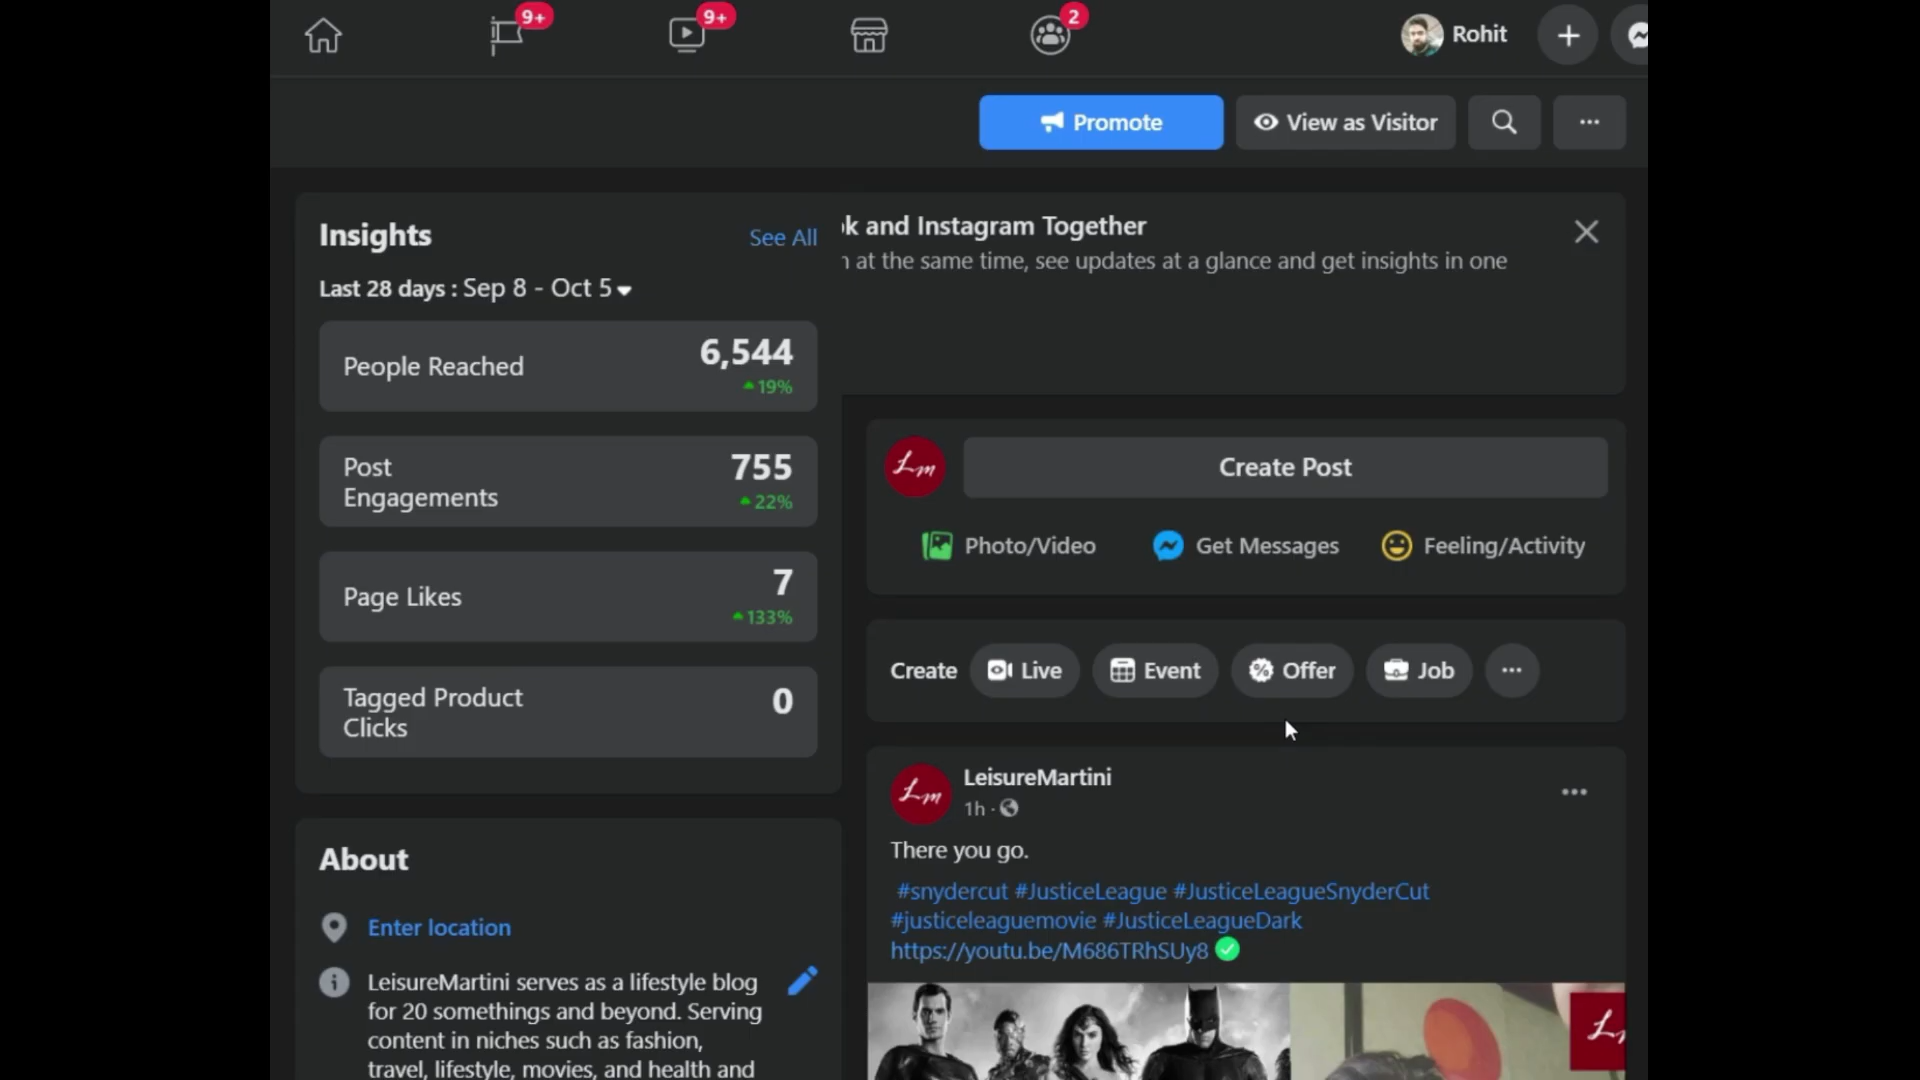 9+
9+
2
Rohit
Promote
View as Visitor
Insights
See All
Last 28 days : Sep 8 - Oct 5
People Reached
6,544
19%
Post
Engagements
755
22%
Page Likes
7
133%
Tagged Product
Clicks
0
About
Enter location
LeisureMartini serves as a lifestyle blog
for 20 somethings and beyond. Serving
content in niches such as fashion,
travel, lifestyle, movies, and health and
k and Instagram Together
at the same time, see updates at a glance and get insights in one
Lm
Create Post
Photo/Video
Get Messages
Feeling/Activity
Create
Live
Event
Offer
Job
Lm
LeisureMartini
1h
There you go.
#snydercut #JusticeLeague #JusticeLeagueSnyderCut
#justiceleaguemovie #JusticeLeagueDark
https://youtu.be/M686TRhSUy8